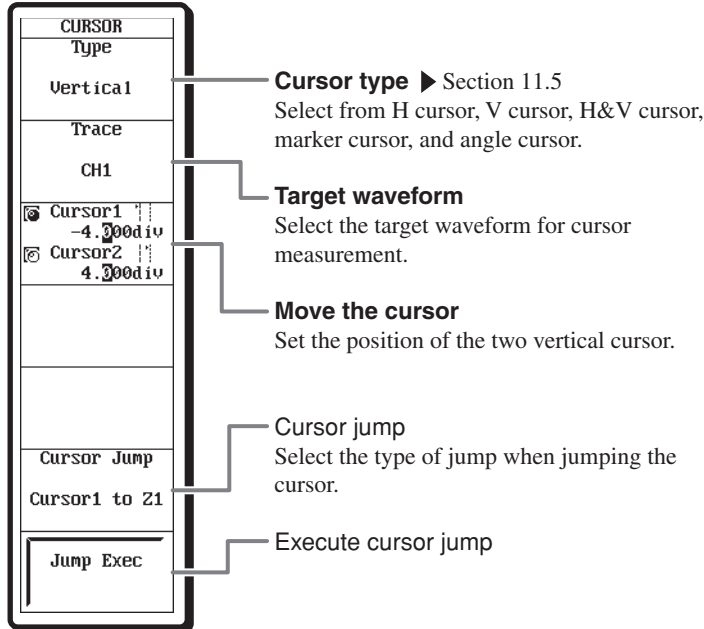 CURSOR
Type
Vertical
Trace
CH1
Cursor1
-4.000div
Cursor2
4.000div
Cursor Jump
Cursor1 to Z1
Jump Exec
Cursor type ▶ Section 11.5
Select from H cursor, V cursor, H&V cursor,
marker cursor, and angle cursor.
Target waveform
Select the target waveform for cursor
measurement.
Move the cursor
Set the position of the two vertical cursor.
Cursor jump
Select the type of jump when jumping the
cursor.
Execute cursor jump